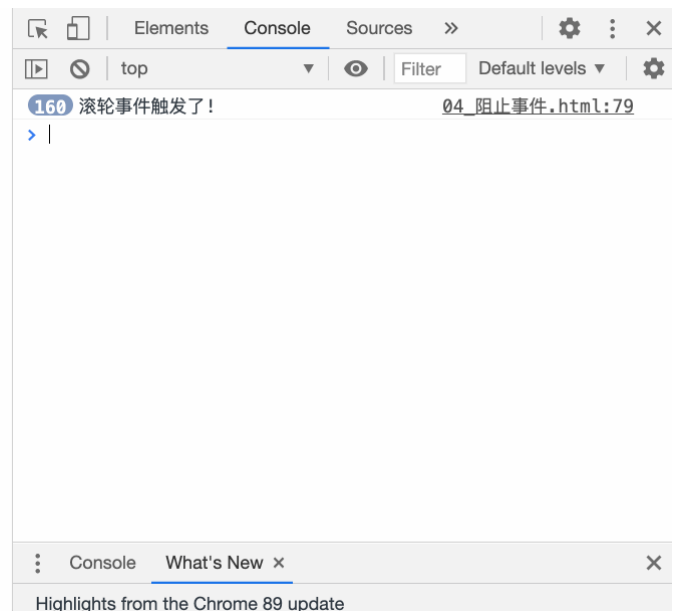 Elements Console Sources »
top Filter Default levels
160 滚轮事件触发了! 04_阻止事件.html:79
>
Console What's New ×
Highlights from the Chrome 89 update